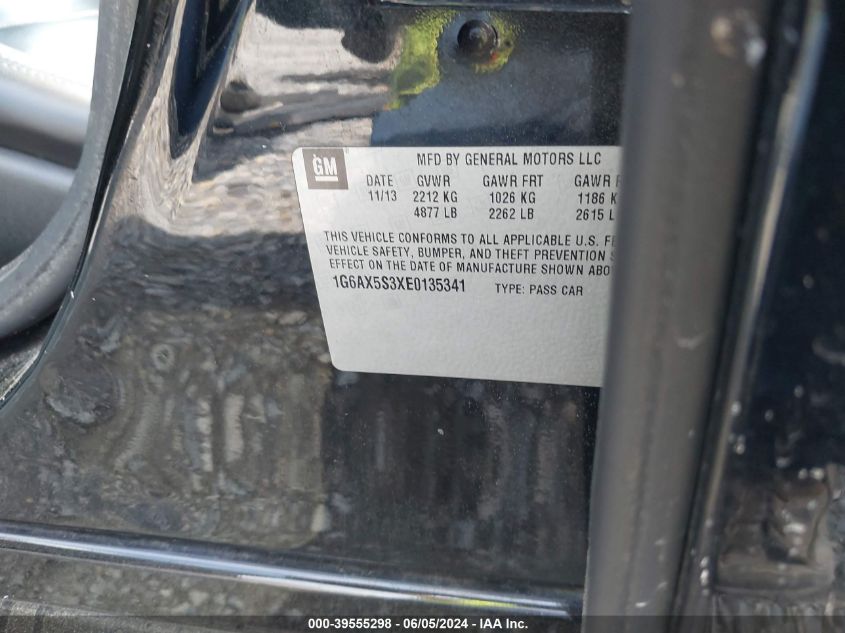 GM
MFD BY GENERAL MOTORS LLC
DATE GVWR GAWR FRT GAWR
11/13 2212 KG 1026 KG 1186
4877 LB 2262 LB 2615
THIS VEHICLE CONFORMS TO ALL APPLICABLE U.S.
VEHICLE SAFETY, BUMPER, AND THEFT PREVENTION
EFFECT ON THE DATE OF MANUFACTURE SHOWN
1G6AX5S3XE0135341 TYPE: PASS CAR
000-39555298 - 06/05/2024 - IAA Inc.